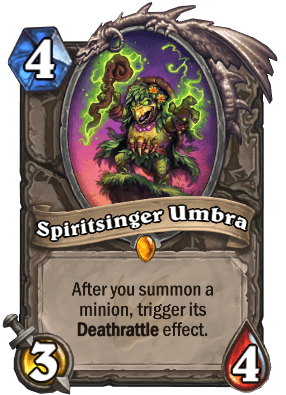 4
Spiritsinger Umbra
After you summon a
minion, trigger its
Deathrattle effect.
3
4